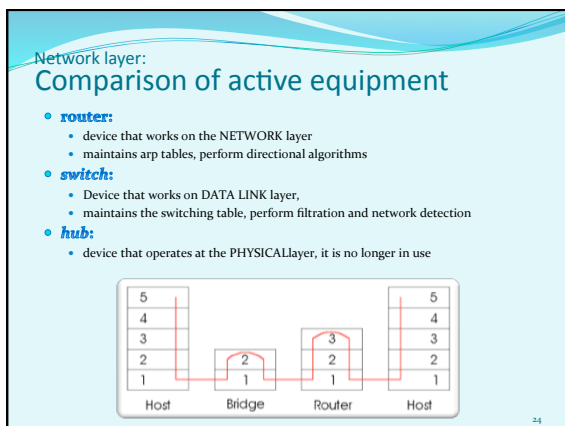 Network layer:
Comparison of active equipment
router:
device that works on the NETWORK layer
maintains arp tables, perform directional algorithms
switch:
Device that works on DATA LINK layer,
maintains the switching table, perform filtration and network detection
hub:
device that operates at the PHYSICALlayer, it is no longer in use
5 5
4 4
3 3 3
2 2 2 2
1 1 1 1
Host Bridge Router Host
24